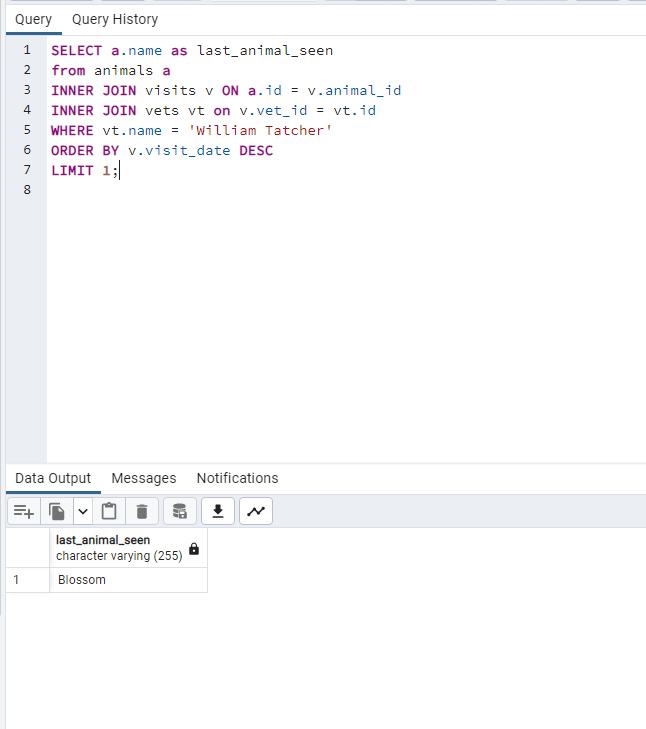 Query Query History
1 SELECT a.name as last_animal_seen
2 from animals a
3 INNER JOIN visits v ON a.id = v.animal_id
4 INNER JOIN vets vt on v.vet_id = vt.id
5 WHERE vt.name = 'William Tatcher'
6 ORDER BY v.visit_date DESC
7 LIMIT 1;
8
Data Output Messages Notifications
last_animal_seen
character varying (255)
1 Blossom